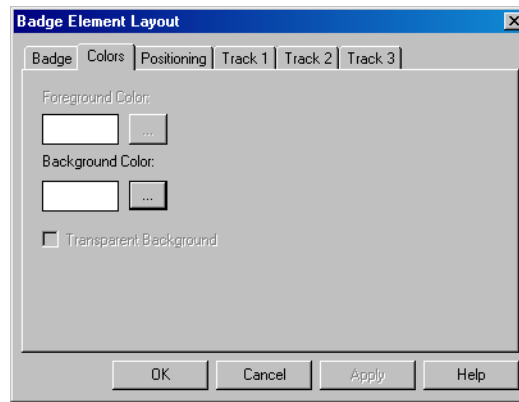 Badge Element Layout
Badge Colors Positioning Track 1 Track 2 Track 3
Foreground Color:
...
Background Color:
...
Transparent Background
OK Cancel Apply Help